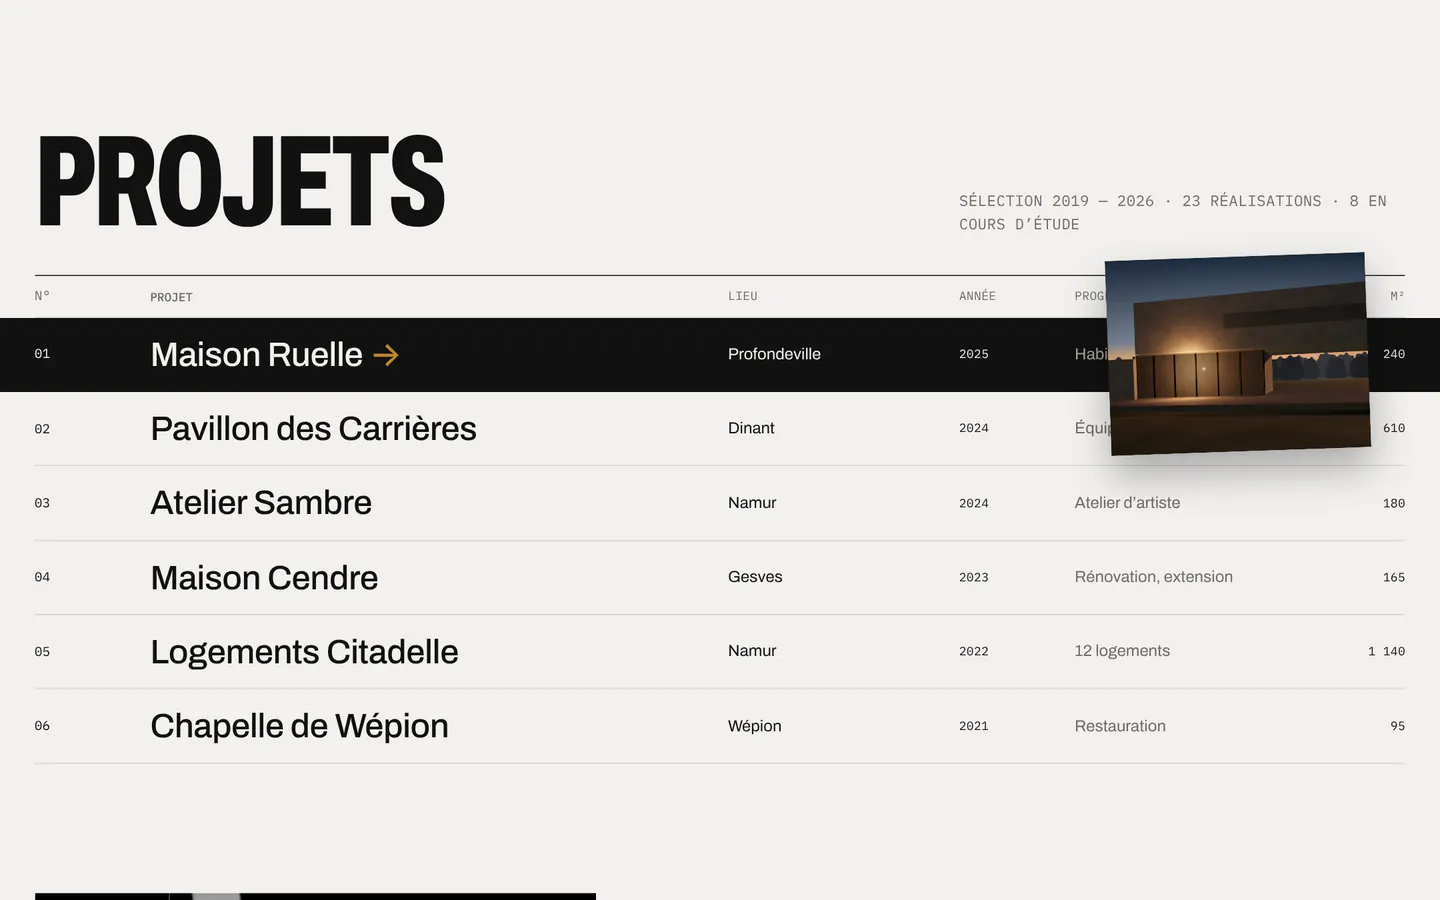 PROJETS
SÉLECTION 2019 — 2026 · 23 RÉALISATIONS · 8 EN
COURS D’ÉTUDE
N° PROJET LIEU ANNÉE M²
01 Maison Ruelle → Profondeville 2025 240
02 Pavillon des Carrières Dinant 2024 610
03 Atelier Sambre Namur 2024 Atelier d’artiste 180
04 Maison Cendre Gesves 2023 Rénovation, extension 165
05 Logements Citadelle Namur 2022 12 logements 1 140
06 Chapelle de Wépion Wépion 2021 Restauration 95